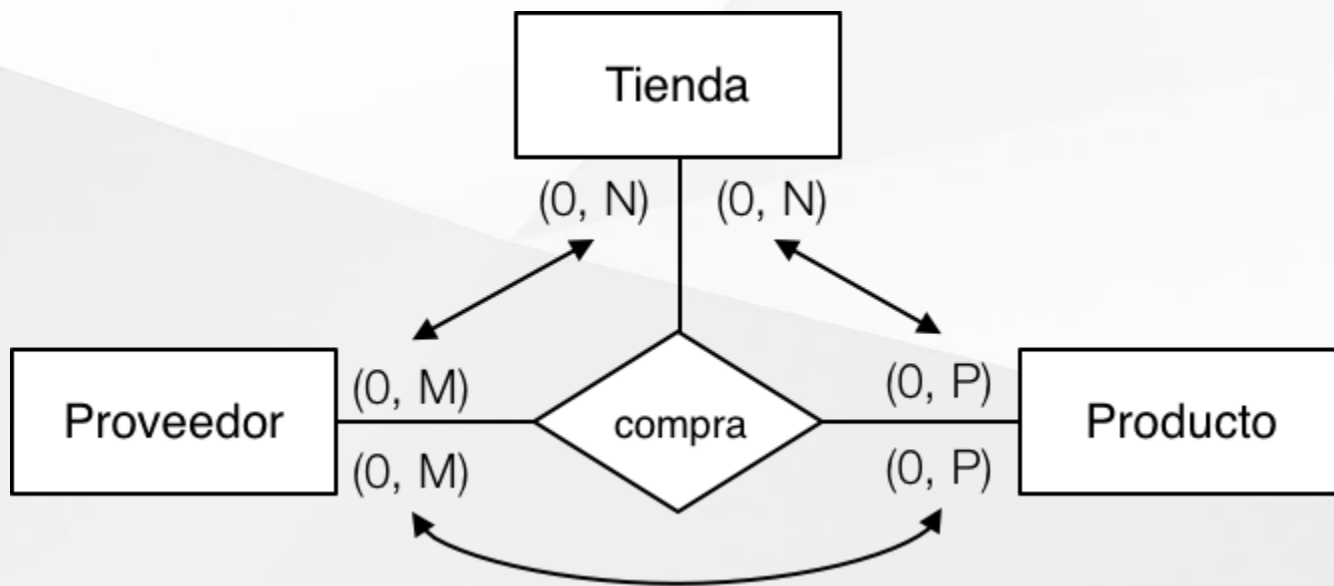 Tienda
(0, N) (0, N)
(0, M) (0, P)
Proveedor compra Producto
(0, M) (0, P)